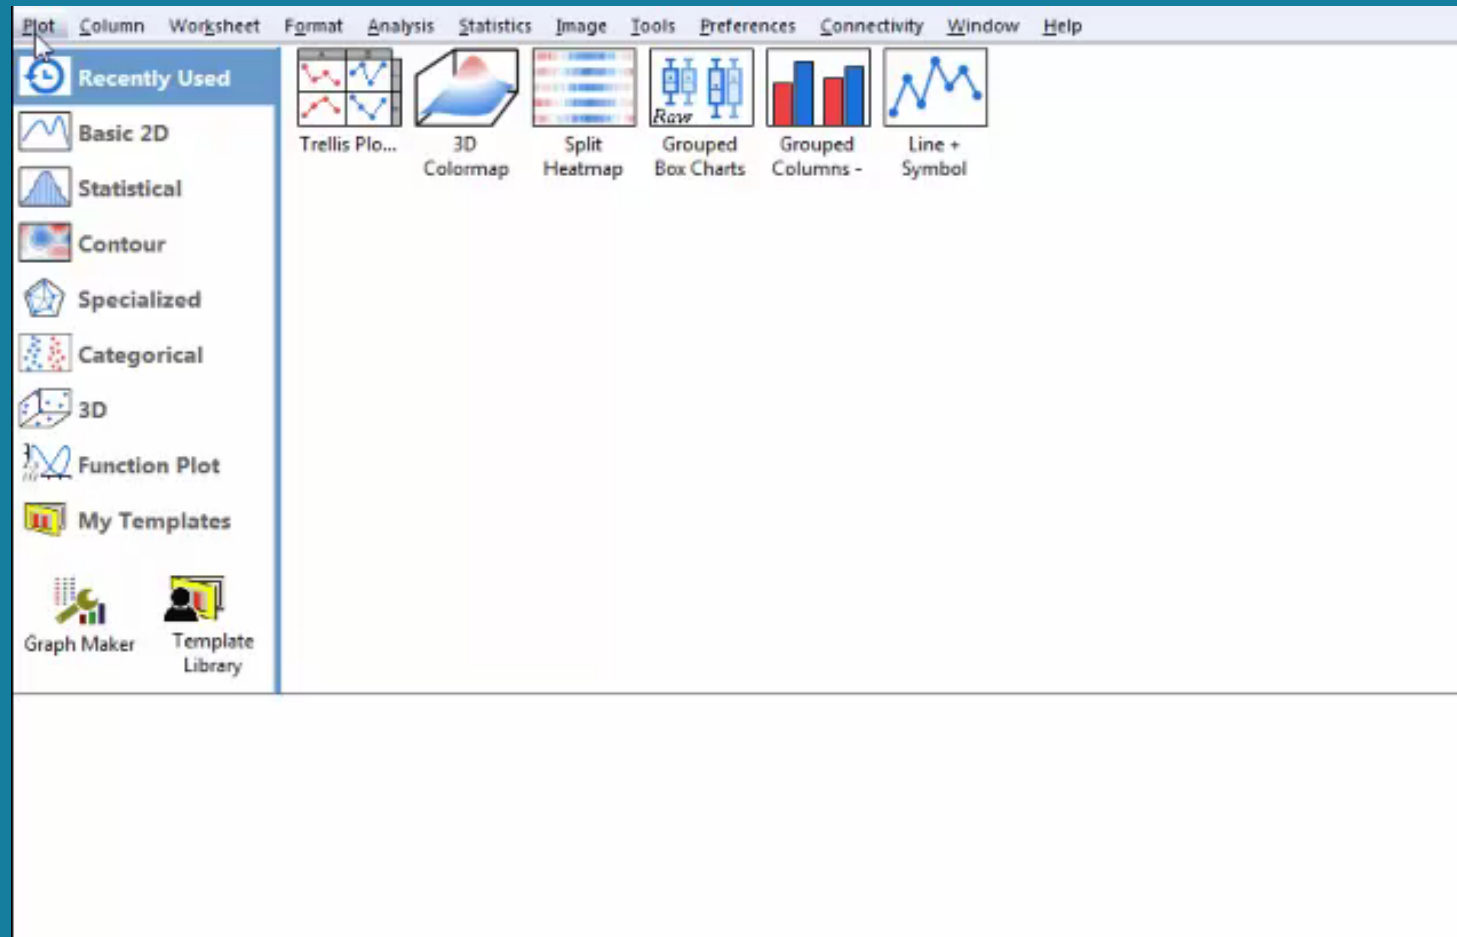 Plot Column Worksheet Format Analysis Statistics Image Tools Preferences Connectivity Window Help
Recently Used
Basic 2D
Statistical
Contour
Specialized
Categorical
3D
Function Plot
My Templates
Graph Maker
Template
Library
Trellis Plo...
3D
Colormap
Split
Heatmap
Raw
Grouped
Box Charts
Grouped
Columns -
Line +
Symbol